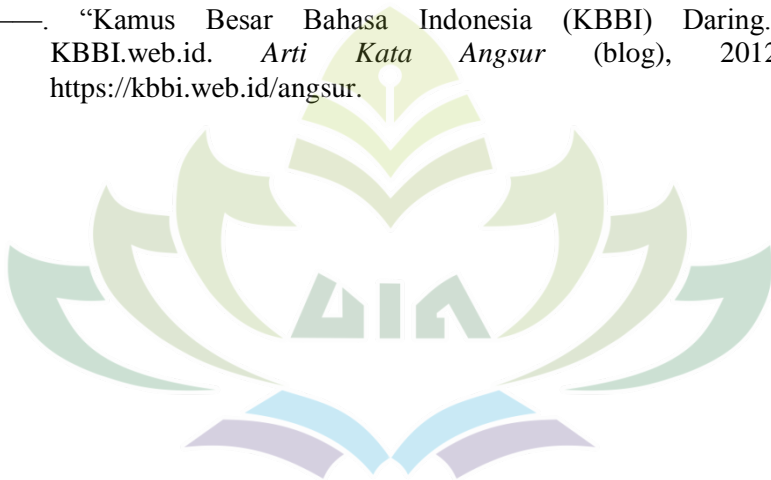 ———. “Kamus Besar Bahasa Indonesia (KBBI) Daring.
KBBI.web.id. Arti Kata Angsur (blog), 2012
https://kbbi.web.id/angsur.
UIN